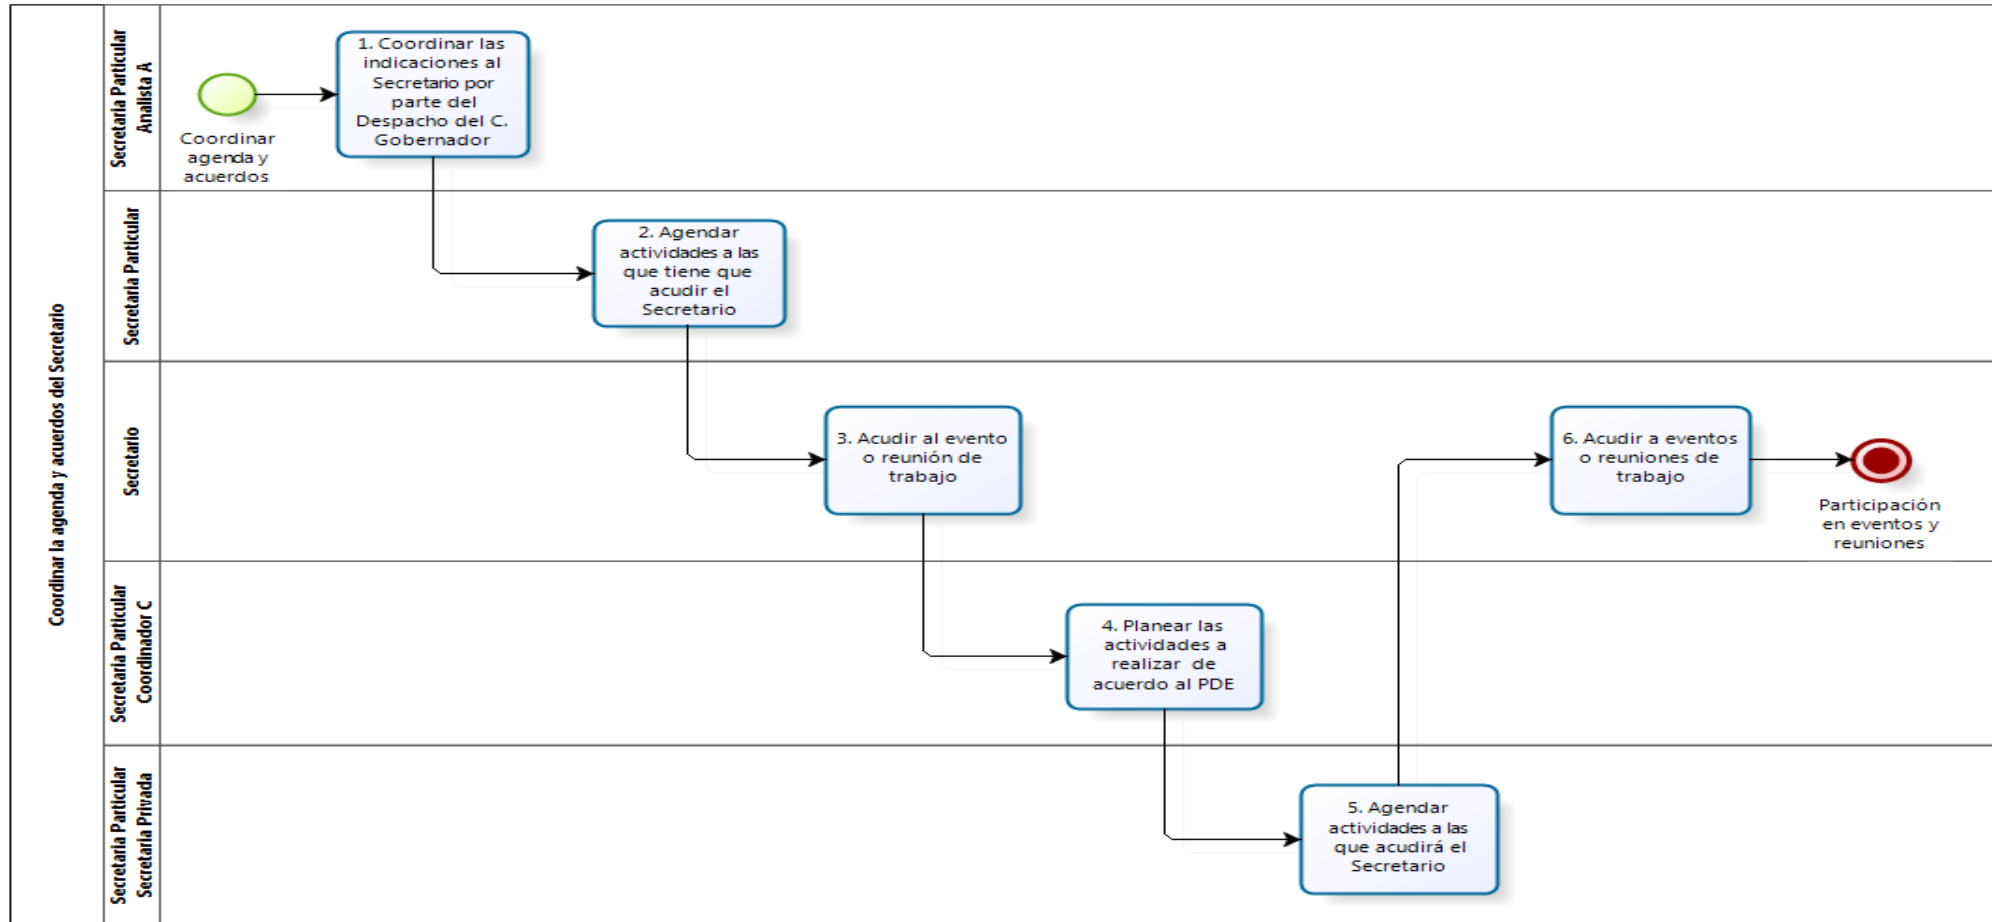 Coordinar la agenda y acuerdos del Secretario
Secretaria Particular
Analista A
Coordinar
agenda y
acuerdos
1. Coordinar las
indicaciones al
Secretario por
parte del
Despacho del C.
Gobernador
Secretaria Particular
2. Agendar
actividades a las
que tiene que
acudir el
Secretario
Secretario
3. Acudir al evento
o reunión de
trabajo
6. Acudir a eventos
o reuniones de
trabajo
Participación
en eventos y
reuniones
Secretaria Particular
Coordinador C
4. Planear las
actividades a
realizar de
acuerdo al PDE
Secretaria Particular
Secretaria Privada
5. Agendar
actividades a las
que acudirá el
Secretario